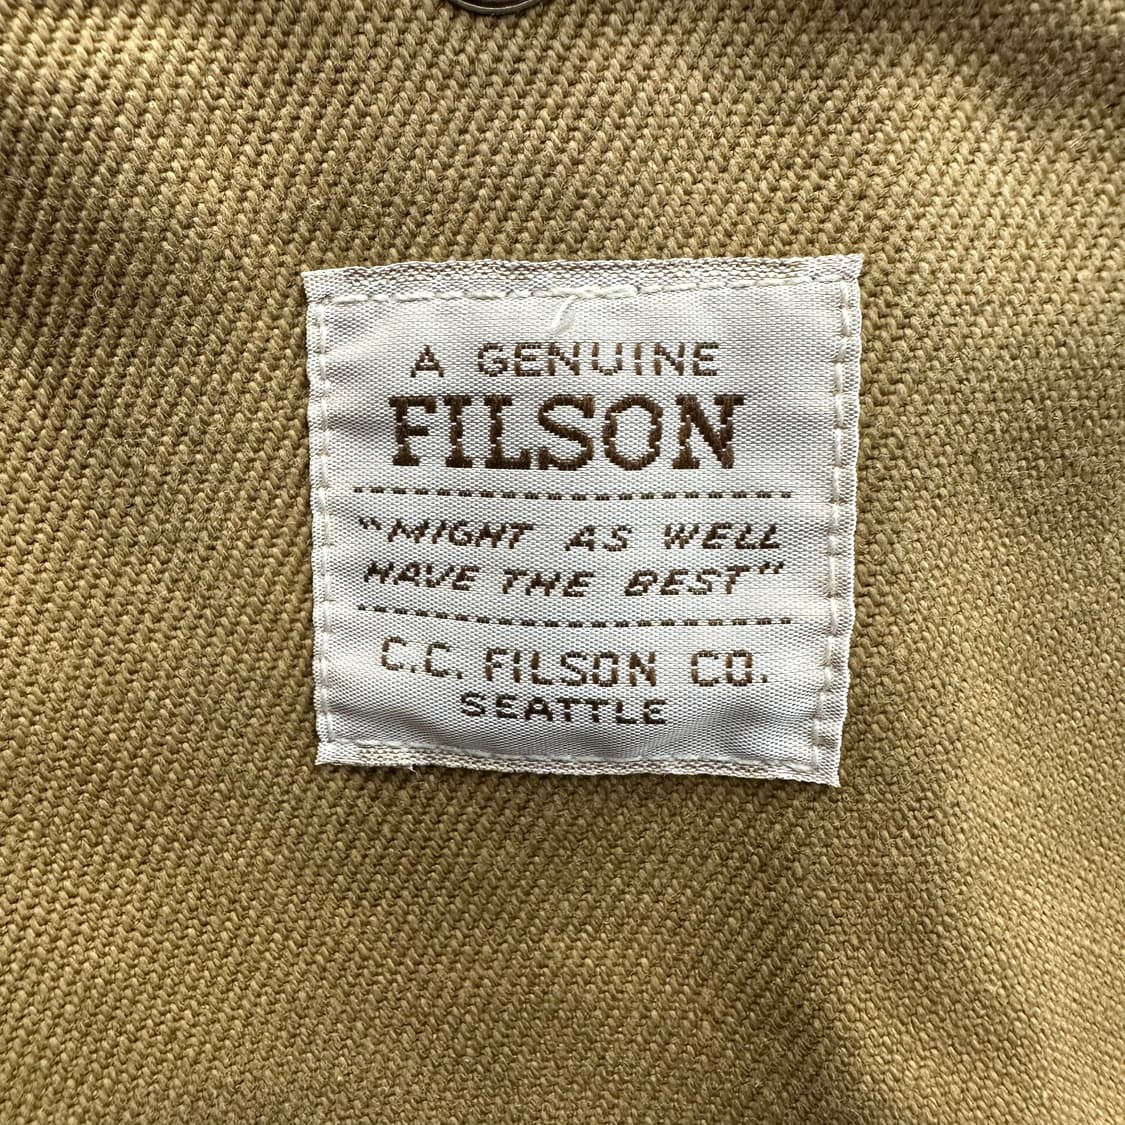 A GENUINE
FILSON
"MIGHT AS WELL
HAVE THE BEST"
C.C. FILSON CO.
SEATTLE